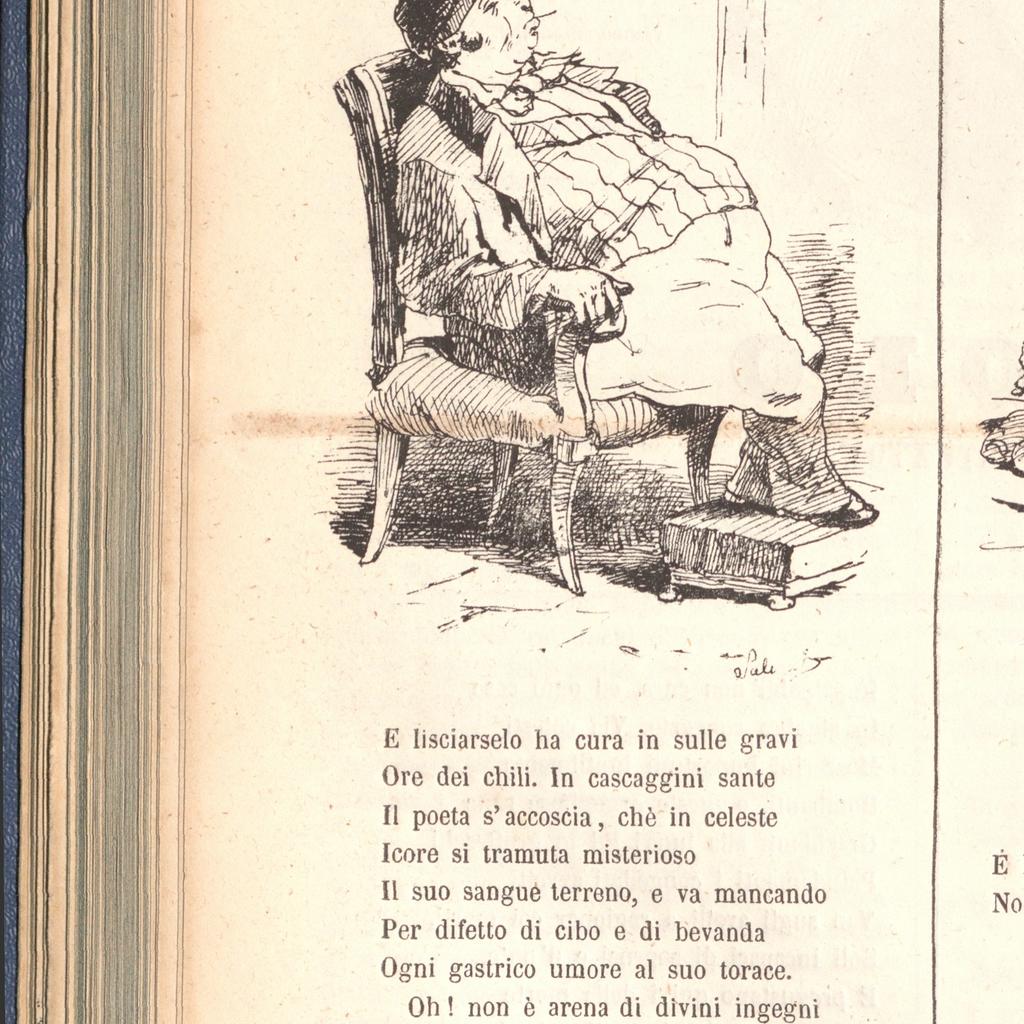 E lisciarselo ha cura in sulle gravi
Ore dei chili. In cascaggini sante
Il poeta s'accoscia, chè in celeste
Icore si tramuta misterioso
Il suo sangue terreno, e va mancando
Per difetto di cibo e di bevanda
Ogni gastrico umore al suo torace.
Oh! non è arena di divini ingegni
É
No